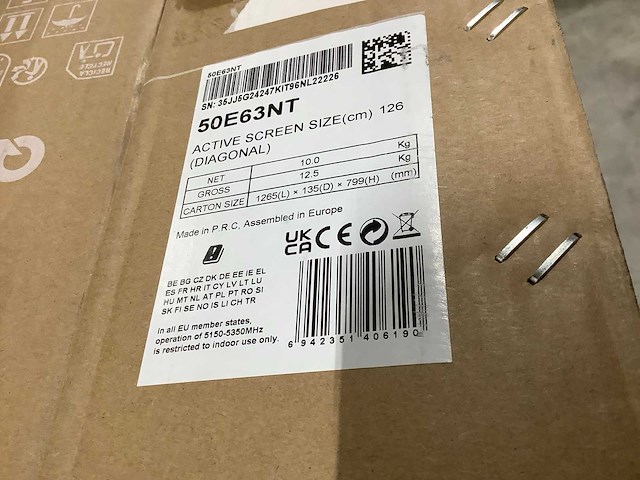 50E63NT
SN: 35JJ5G24247KIT96NL22226
50E63NT
ACTIVE SCREEN SIZE(cm) 126
(DIAGONAL)
NET 10.0 Kg
GROSS 12.5 Kg
CARTON SIZE 1265(L) × 135(D) × 799(H) (mm)
Made in P.R.C, Assembled in Europe
UK
CA CE
BE BG CZ DK DE EE IE EL
ES FR HR IT CY LV LT LU
HU MT NL AT PL PT RO SI
SK FI SE NO IS LI CH TR
In all EU member states,
operation of 5150-5350MHz
is restricted to indoor use only.
6 942351 406190